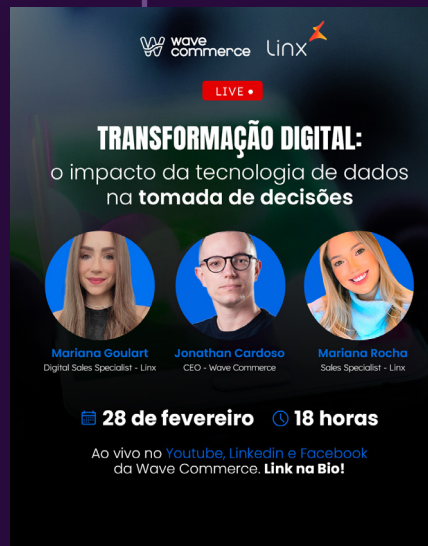 wave commerce
Linx
LIVE
TRANSFORMAÇÃO DIGITAL:
o impacto da tecnologia de dados
na tomada de decisões
Mariana Goulart
Digital Sales Specialist - Linx
Jonathan Cardoso
CEO - Wave Commerce
Mariana Rocha
Sales Specialist - Linx
28 de fevereiro
18 horas
Ao vivo no Youtube, Linkedin e Facebook
da Wave Commerce. Link na Bio!